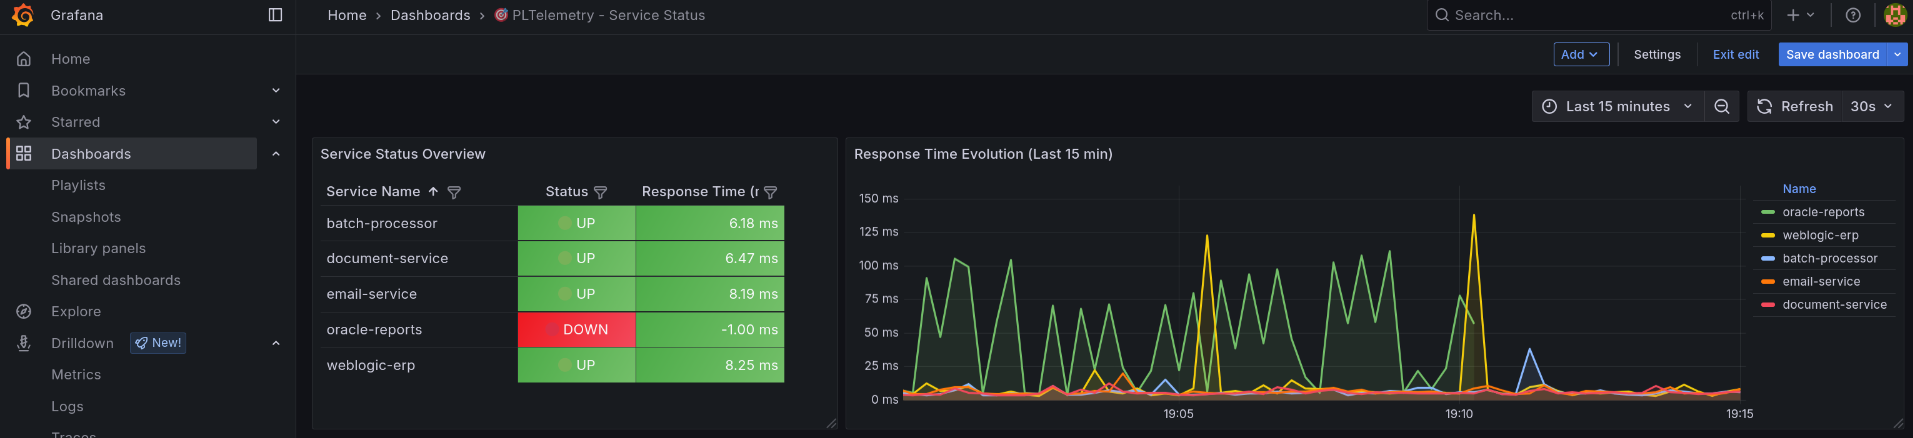 Grafana
Home › Dashboards › PLTelemetry - Service Status
Search... ctrl+k
Home
Bookmarks
Starred
Dashboards
Playlists
Snapshots
Library panels
Shared dashboards
Explore
Drilldown New!
Metrics
Logs
Traces
Add Settings Exit edit Save dashboard
Last 15 minutes Refresh 30s
Service Status Overview
Service Name Status Response Time (r
batch-processor UP 6.18 ms
document-service UP 6.47 ms
email-service UP 8.19 ms
oracle-reports DOWN -1.00 ms
weblogic-erp UP 8.25 ms
Response Time Evolution (Last 15 min)
150 ms
125 ms
100 ms
75 ms
50 ms
25 ms
0 ms
19:05 19:10 19:15
Name
oracle-reports
weblogic-erp
batch-processor
email-service
document-service